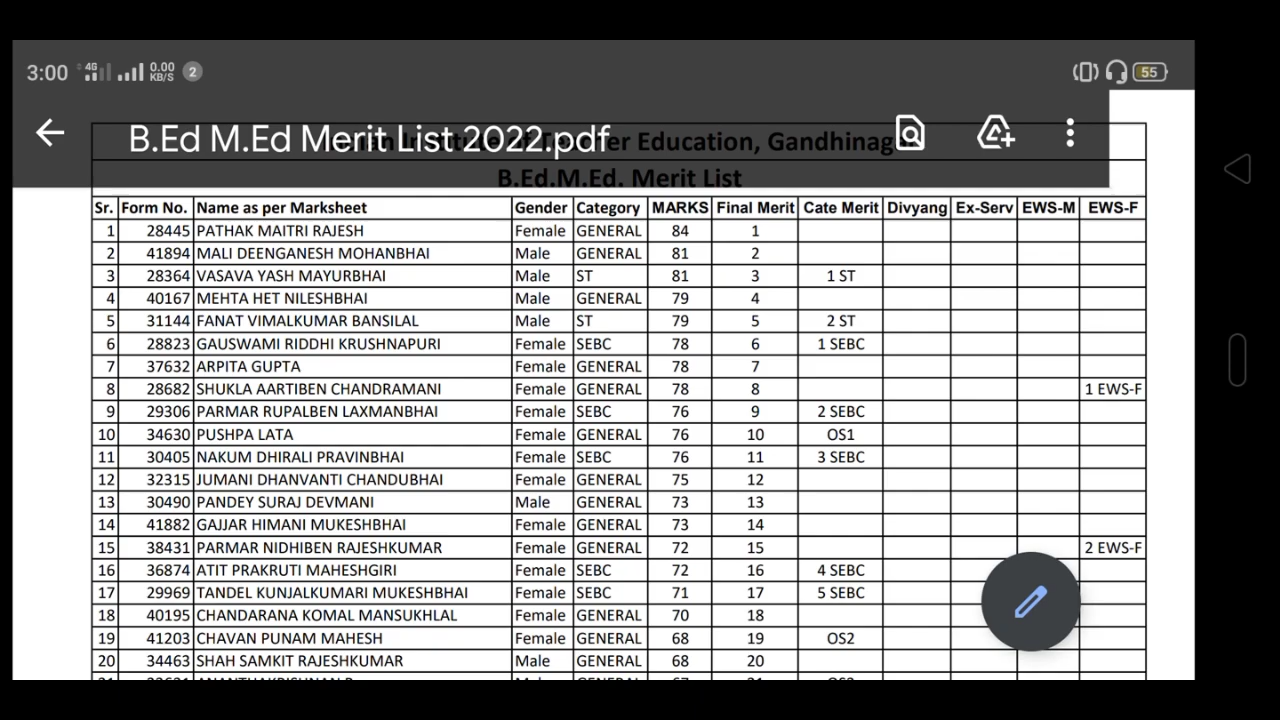 3:00 4G 0.00 KB/S 2 55
B.Ed M.Ed Merit List 2022.pdf
Education, Gandhinagar
B.Ed.M.Ed. Merit List
Sr. Form No. Name as per Marksheet Gender Category MARKS Final Merit Cate Merit Divyang Ex-Serv EWS-M EWS-F
1 28445 PATHAK MAITRI RAJESH Female GENERAL 84 1
2 41894 MALI DEENGANESH MOHANBHAI Male GENERAL 81 2
3 28364 VASAVA YASH MAYURBHAI Male ST 81 3 1 ST
4 40167 MEHTA HET NILESHBHAI Male GENERAL 79 4
5 31144 FANAT VIMALKUMAR BANSILAL Male ST 79 5 2 ST
6 28823 GAUSWAMI RIDDHI KRUSHNAPURI Female SEBC 78 6 1 SEBC
7 37632 ARPITA GUPTA Female GENERAL 78 7
8 28682 SHUKLA AARTIBEN CHANDRAMANI Female GENERAL 78 8 1 EWS-F
9 29306 PARMAR RUPALBEN LAXMANBHAI Female SEBC 76 9 2 SEBC
10 34630 PUSHPA LATA Female GENERAL 76 10 OS1
11 30405 NAKUM DHIRALI PRAVINBHAI Female SEBC 76 11 3 SEBC
12 32315 JUMANI DHANVANTI CHANDUBHAI Female GENERAL 75 12
13 30490 PANDEY SURAJ DEVMANI Male GENERAL 73 13
14 41882 GAJJAR HIMANI MUKESHBHAI Female GENERAL 73 14
15 38431 PARMAR NIDHIBEN RAJESHKUMAR Female GENERAL 72 15 2 EWS-F
16 36874 ATIT PRAKRUTI MAHESHGIRI Female SEBC 72 16 4 SEBC
17 29969 TANDEL KUNJALKUMARI MUKESHBHAI Female SEBC 71 17 5 SEBC
18 40195 CHANDARANA KOMAL MANSUKHLAL Female GENERAL 70 18
19 41203 CHAVAN PUNAM MAHESH Female GENERAL 68 19 OS2
20 34463 SHAH SAMKIT RAJESHKUMAR Male GENERAL 68 20